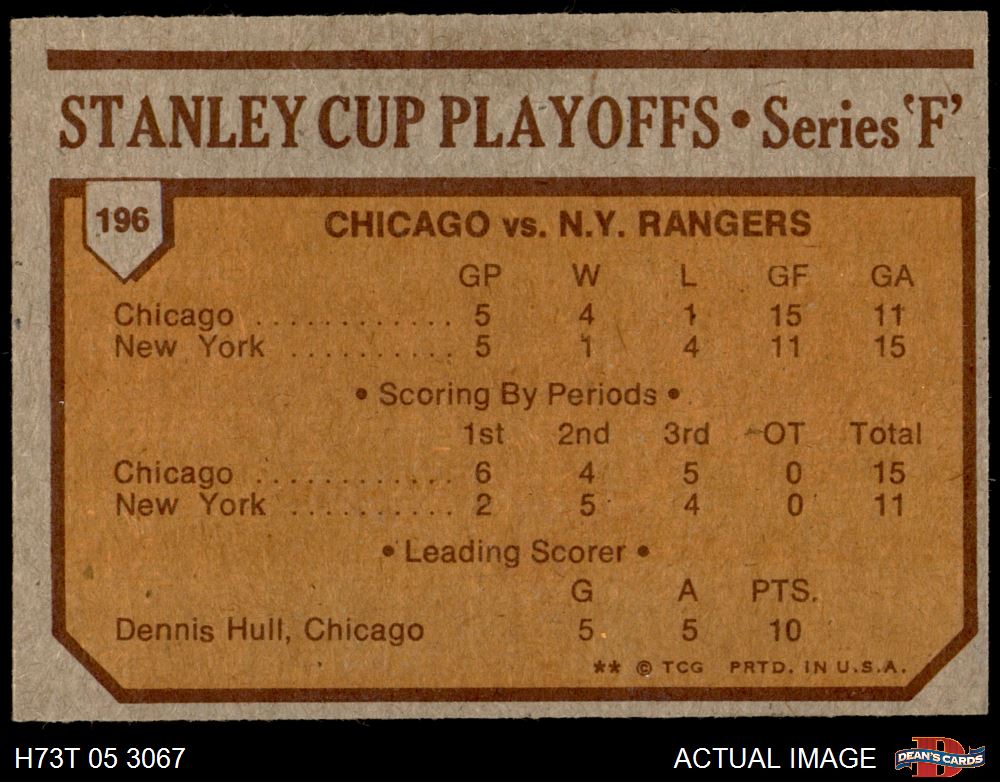 STANLEY CUP PLAYOFFS • Series 'F'
196
CHICAGO vs. N.Y. RANGERS
GP W L GF GA
Chicago ............ 5 4 1 15 11
New York .......... 5 1 4 11 15
• Scoring By Periods •
1st 2nd 3rd OT Total
Chicago ............ 6 4 5 0 15
New York .......... 2 5 4 0 11
• Leading Scorer •
G A PTS.
Dennis Hull, Chicago 5 5 10
** © TCG PRTD. IN U.S.A.
H73T 05 3067
ACTUAL IMAGE
D
DEAN'S CARDS